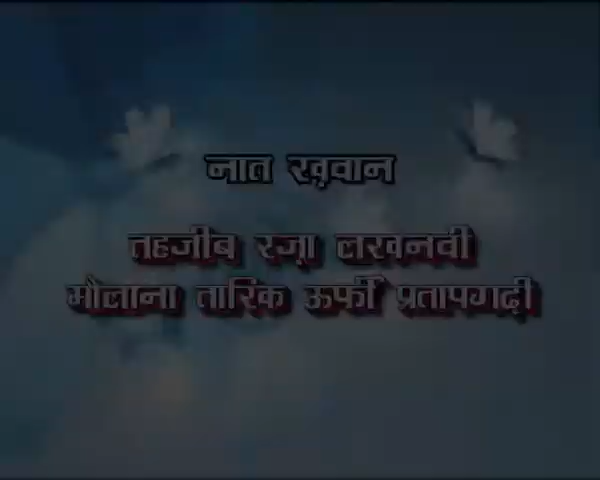 नात ख़्वान
तहजीब रज़ा लखनवी
मौलाना तारिक ऊर्फी प्रतापगढ़ी